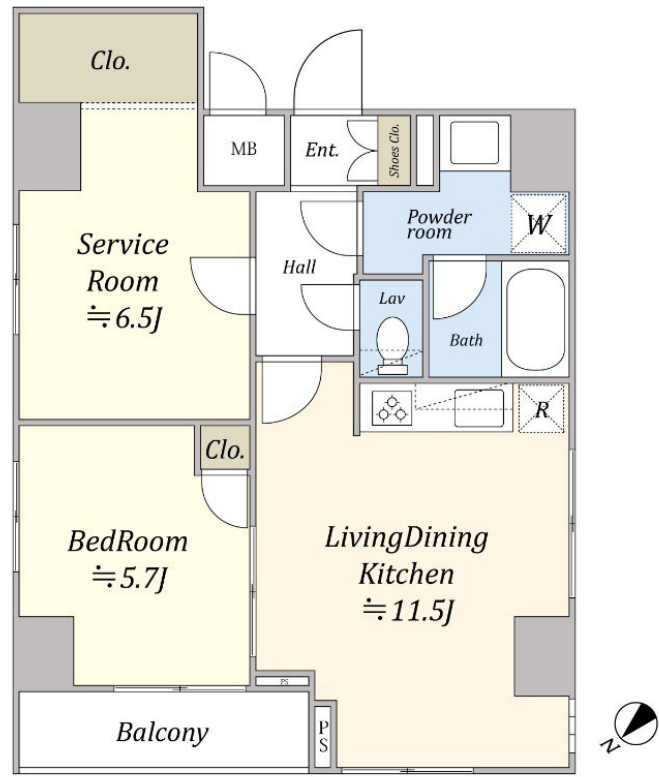 Clo.
MB
Ent.
Shoes Clo.
Service
Room
≒6.5J
Hall
Powder
room
W
Lav
Bath
R
Clo.
BedRoom
≒5.7J
LivingDining
Kitchen
≒11.5J
PS
Balcony
PS
N